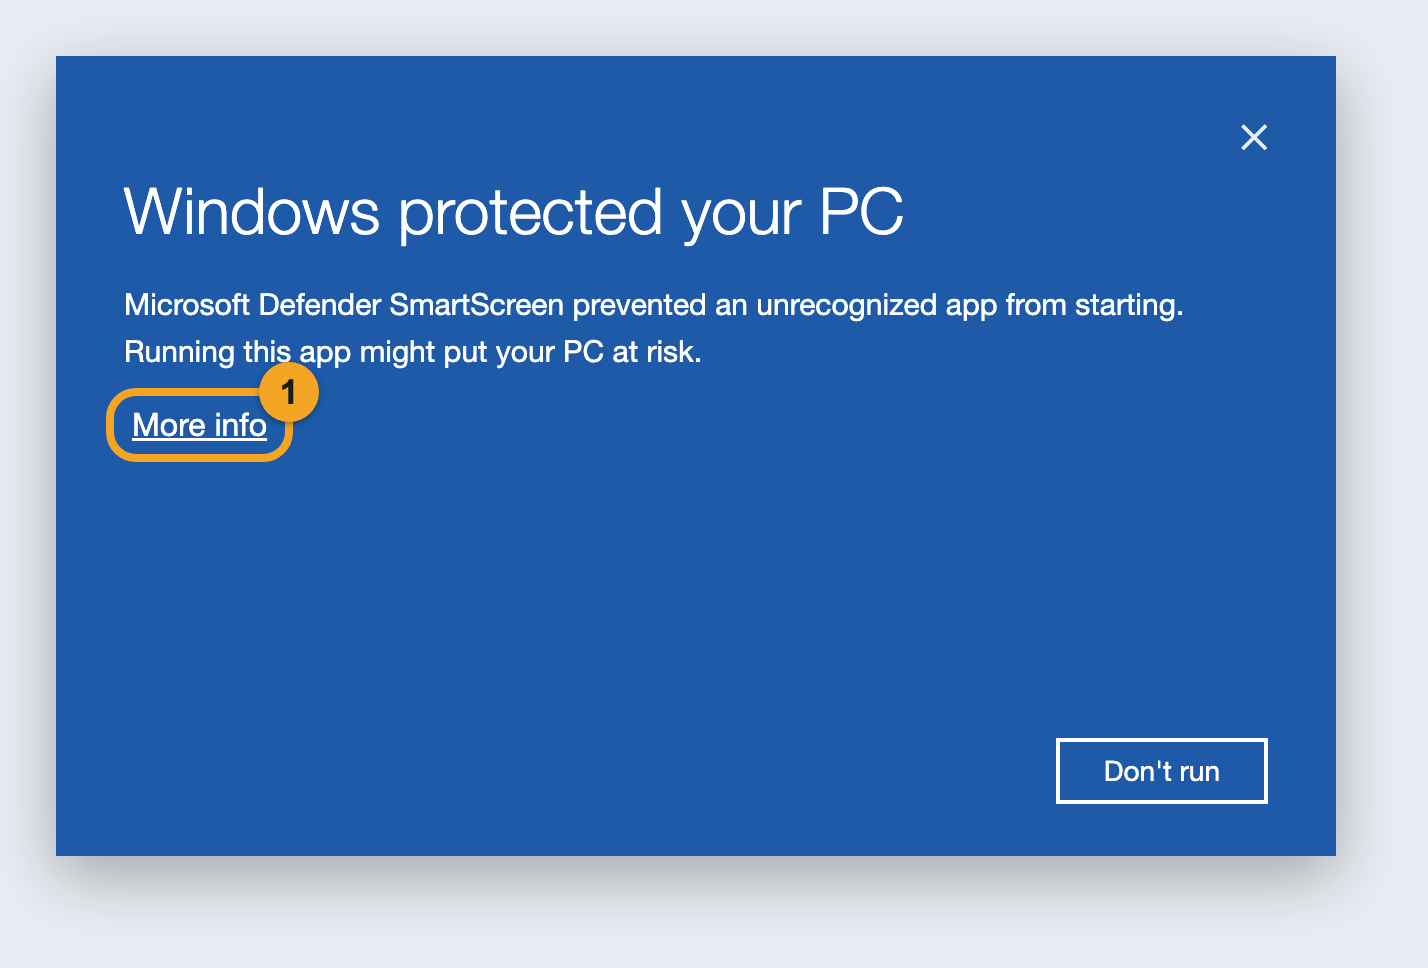 Windows protected your PC
Microsoft Defender SmartScreen prevented an unrecognized app from starting.
Running this app might put your PC at risk.
1
More info
Don't run